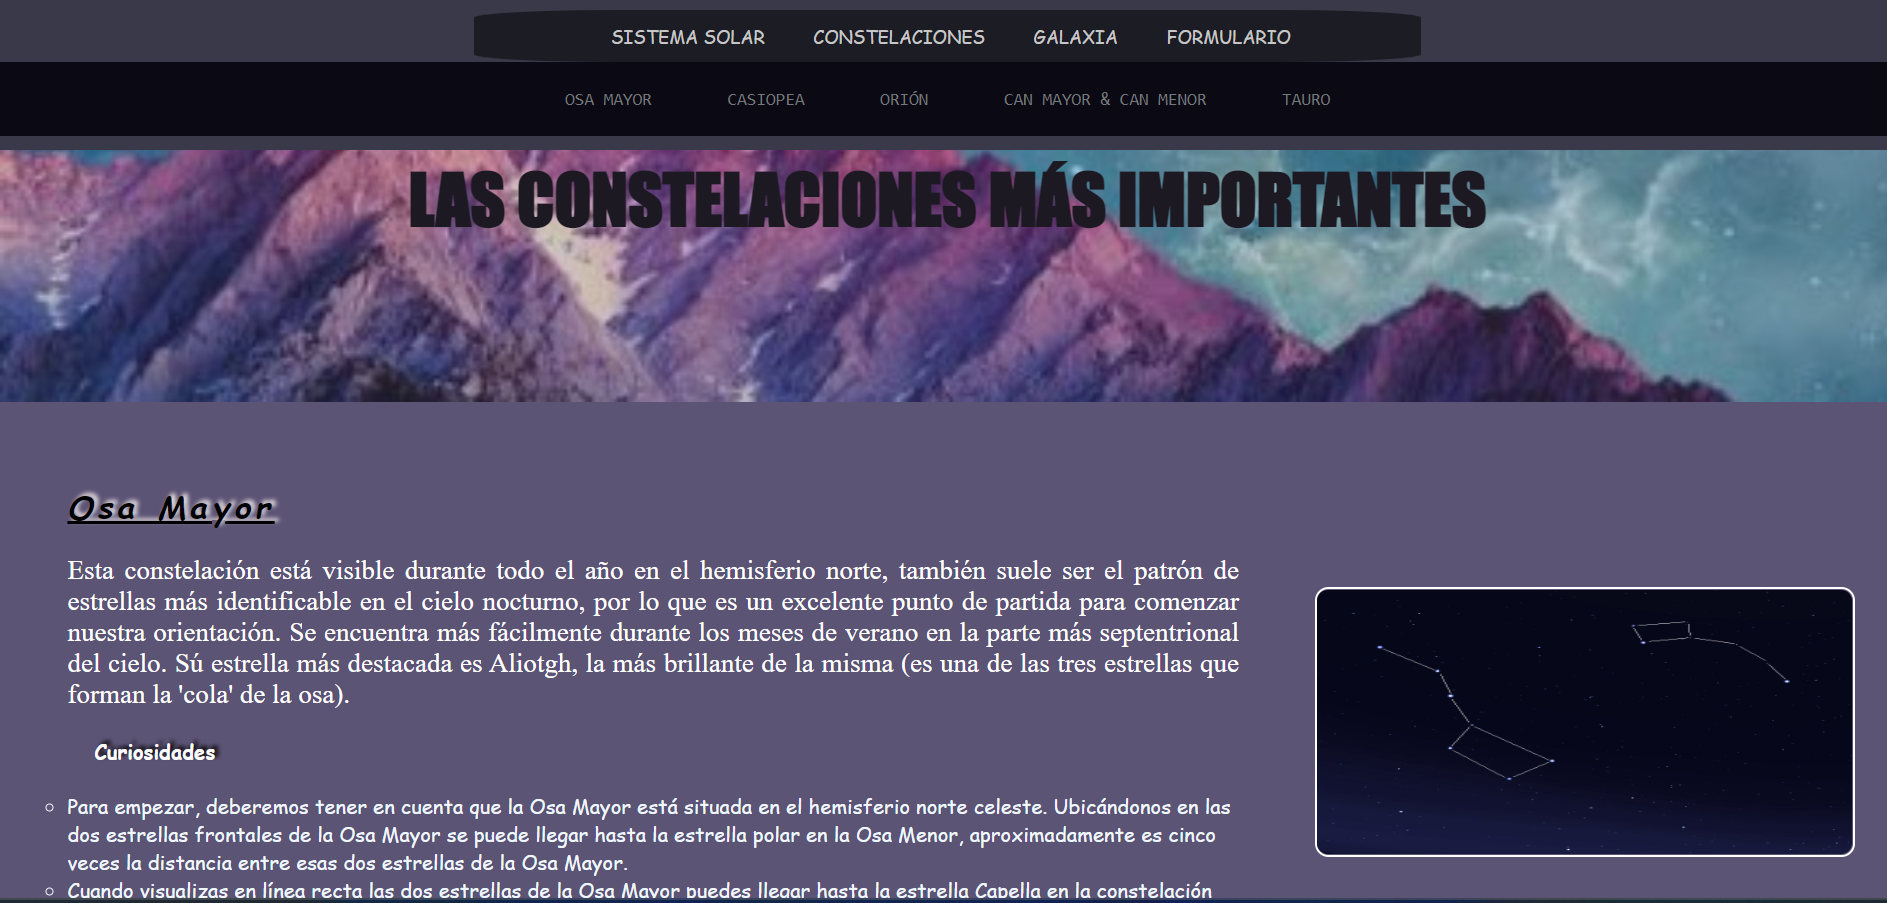 SISTEMA SOLAR CONSTELACIONES GALAXIA FORMULARIO
OSA MAYOR CASIOPEA ORIÓN CAN MAYOR & CAN MENOR TAURO
LAS CONSTELACIONES MÁS IMPORTANTES
Osa Mayor
Esta constelación está visible durante todo el año en el hemisferio norte, también suele ser el patrón de
estrellas más identificable en el cielo nocturno, por lo que es un excelente punto de partida para comenzar
nuestra orientación. Se encuentra más fácilmente durante los meses de verano en la parte más septentrional
del cielo. Sú estrella más destacada es Aliotgh, la más brillante de la misma (es una de las tres estrellas que
forman la 'cola' de la osa).
Curiosidades
Para empezar, deberemos tener en cuenta que la Osa Mayor está situada en el hemisferio norte celeste. Ubicándonos en las
dos estrellas frontales de la Osa Mayor se puede llegar hasta la estrella polar en la Osa Menor, aproximadamente es cinco
veces la distancia entre esas dos estrellas de la Osa Mayor.
Cuando visualizas en línea recta las dos estrellas de la Osa Mayor puedes llegar hasta la estrella Capella en la constelación